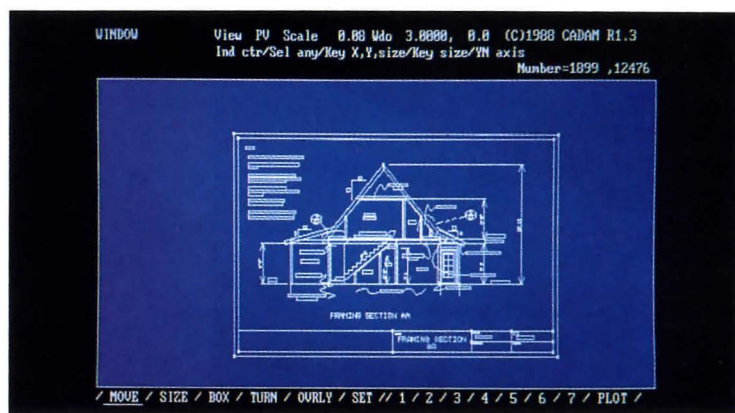 WINDOW View PV Scale 0.08 Wdo 3.0000, 0.0 (C)1988 CADAM R1.3
Ind ctr/Sel any/Key X,Y,size/Key size/YN axis
Number=1899 ,12476
FRAMING SECTION AA
FRAMING SECTION
AA
/ MOVE / SIZE / BOX / TURN / OVRLY / SET // 1 / 2 / 3 / 4 / 5 / 6 / 7 / PLOT /